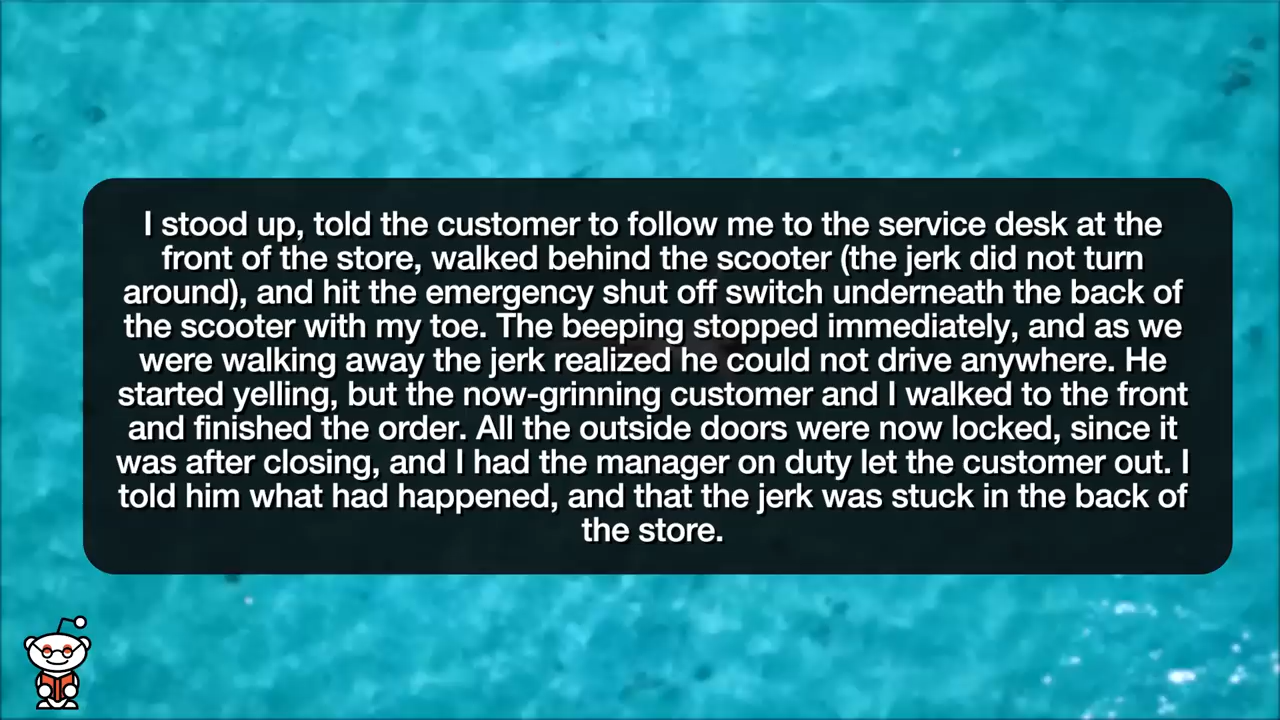 I stood up, told the customer to follow me to the service desk at the
front of the store, walked behind the scooter (the jerk did not turn
around), and hit the emergency shut off switch underneath the back of
the scooter with my toe. The beeping stopped immediately, and as we
were walking away the jerk realized he could not drive anywhere. He
started yelling, but the now-grinning customer and I walked to the front
and finished the order. All the outside doors were now locked, since it
was after closing, and I had the manager on duty let the customer out. I
told him what had happened, and that the jerk was stuck in the back of
the store.